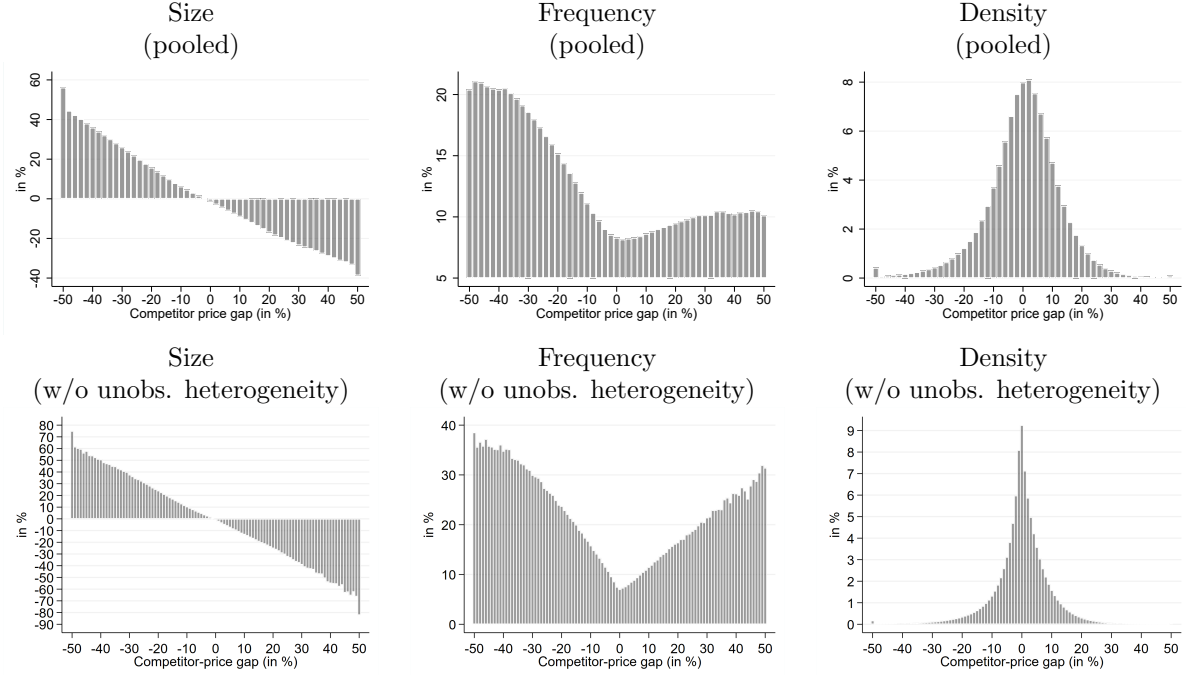 Size
(pooled)
Frequency
(pooled)
Density
(pooled)
60
40
20
0
20
40
in %
-50 -40 -30 -20 -10 0 10 20 30 40 50
Competitor price gap (in %)
20
15
10
5
in %
-50 -40 -30 -20 -10 0 10 20 30 40 50
Competitor price gap (in %)
8
6
4
2
0
in %
-50 -40 -30 -20 -10 0 10 20 30 40 50
Competitor price gap (in %)
Size
(w/o unobs. heterogeneity)
Frequency
(w/o unobs. heterogeneity)
Density
(w/o unobs. heterogeneity)
80
70
60
50
40
30
20
10
0
-10
-20
-30
-40
-50
-60
-70
-80
-90
in %
-50 -40 -30 -20 -10 0 10 20 30 40 50
Competitor-price gap (in %)
40
30
20
10
0
in %
-50 -40 -30 -20 -10 0 10 20 30 40 50
Competitor-price gap (in %)
9
8
7
6
5
4
3
2
1
0
in %
-50 -40 -30 -20 -10 0 10 20 30 40 50
Competitor-price gap (in %)